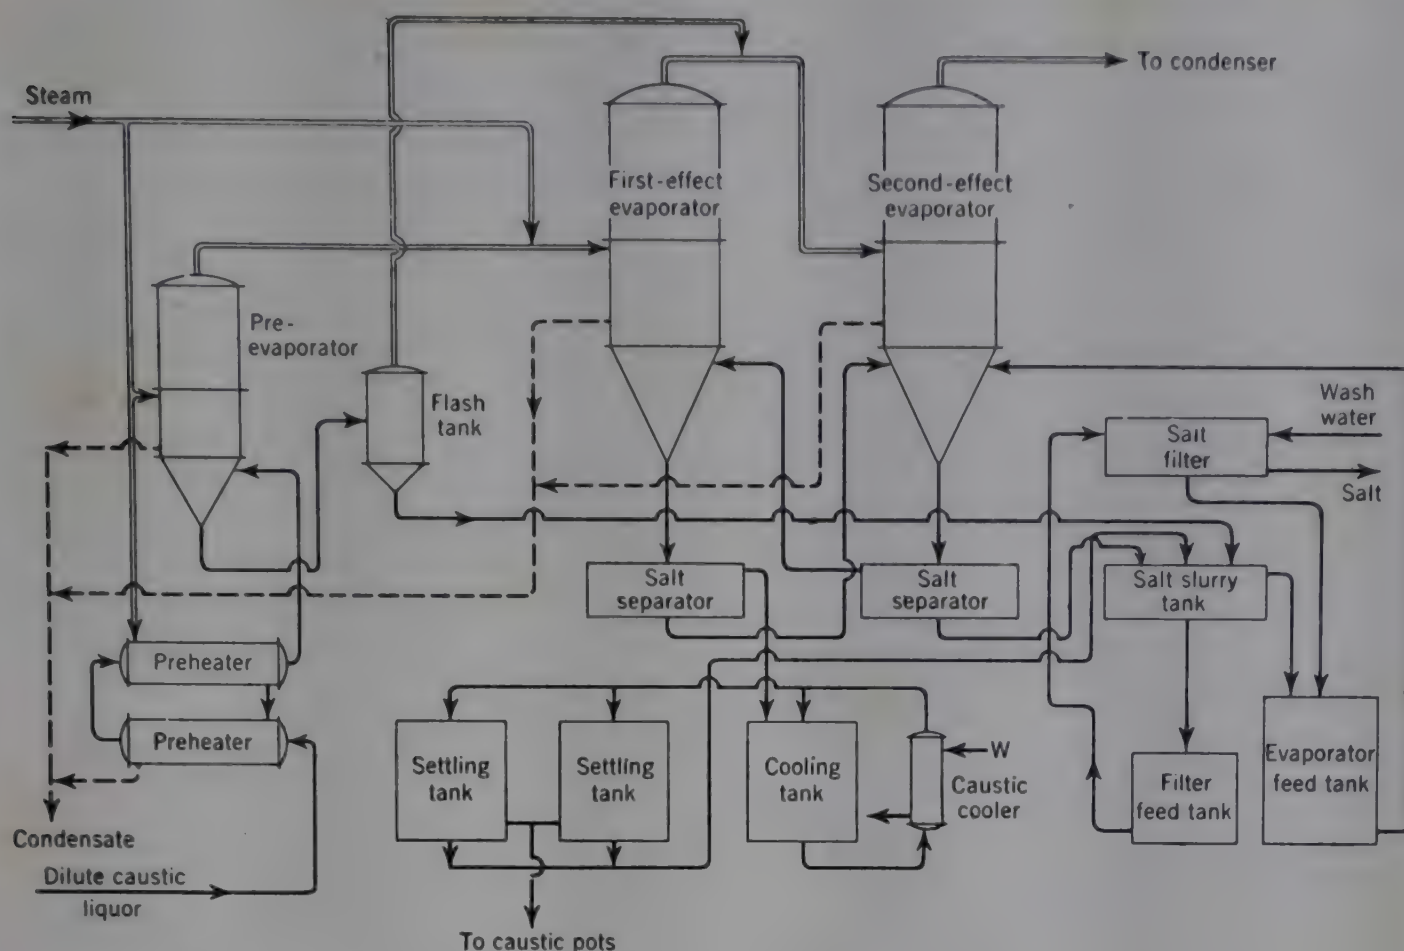 To condenser
Steam
First-effect
evaporator
Second-effect
evaporator
Pre-
evaporator
Flash
tank
Wash
water
Salt
filter
Salt
Salt
separator
Salt
separator
Salt slurry
tank
Preheater
Preheater
Settling
tank
Settling
tank
Cooling
tank
W
Caustic
cooler
Filter
feed tank
Evaporator
feed tank
Condensate
Dilute caustic
liquor
To caustic pots